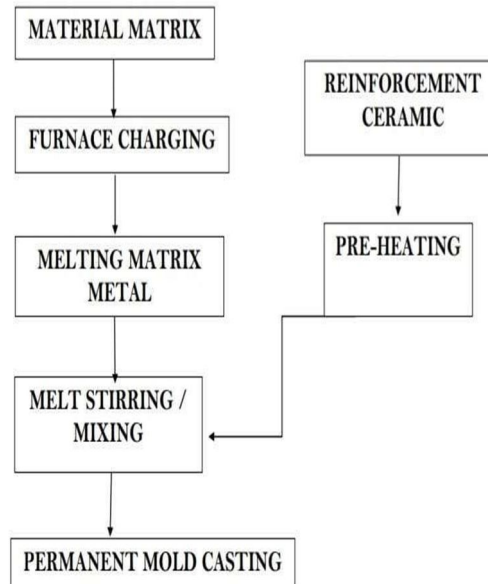 MATERIAL MATRIX
FURNACE CHARGING
MELTING MATRIX
METAL
MELT STIRRING /
MIXING
PERMANENT MOLD CASTING
REINFORCEMENT
CERAMIC
PRE-HEATING